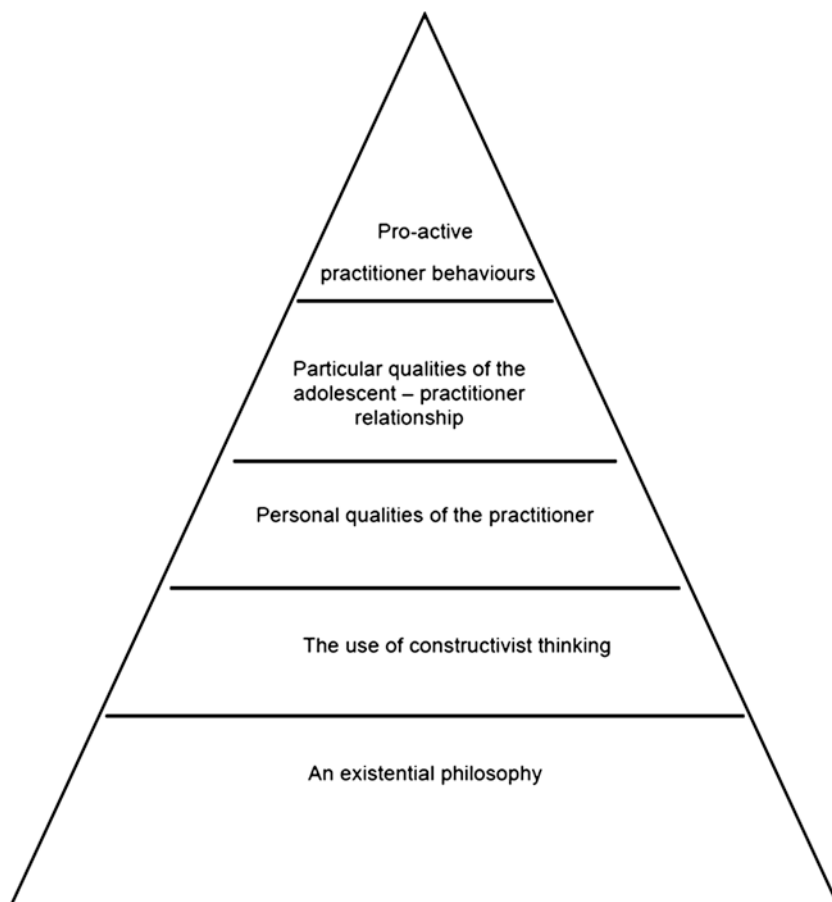 Pro-active
practitioner behaviours
Particular qualities of the
adolescent – practitioner
relationship
Personal qualities of the practitioner
The use of constructivist thinking
An existential philosophy